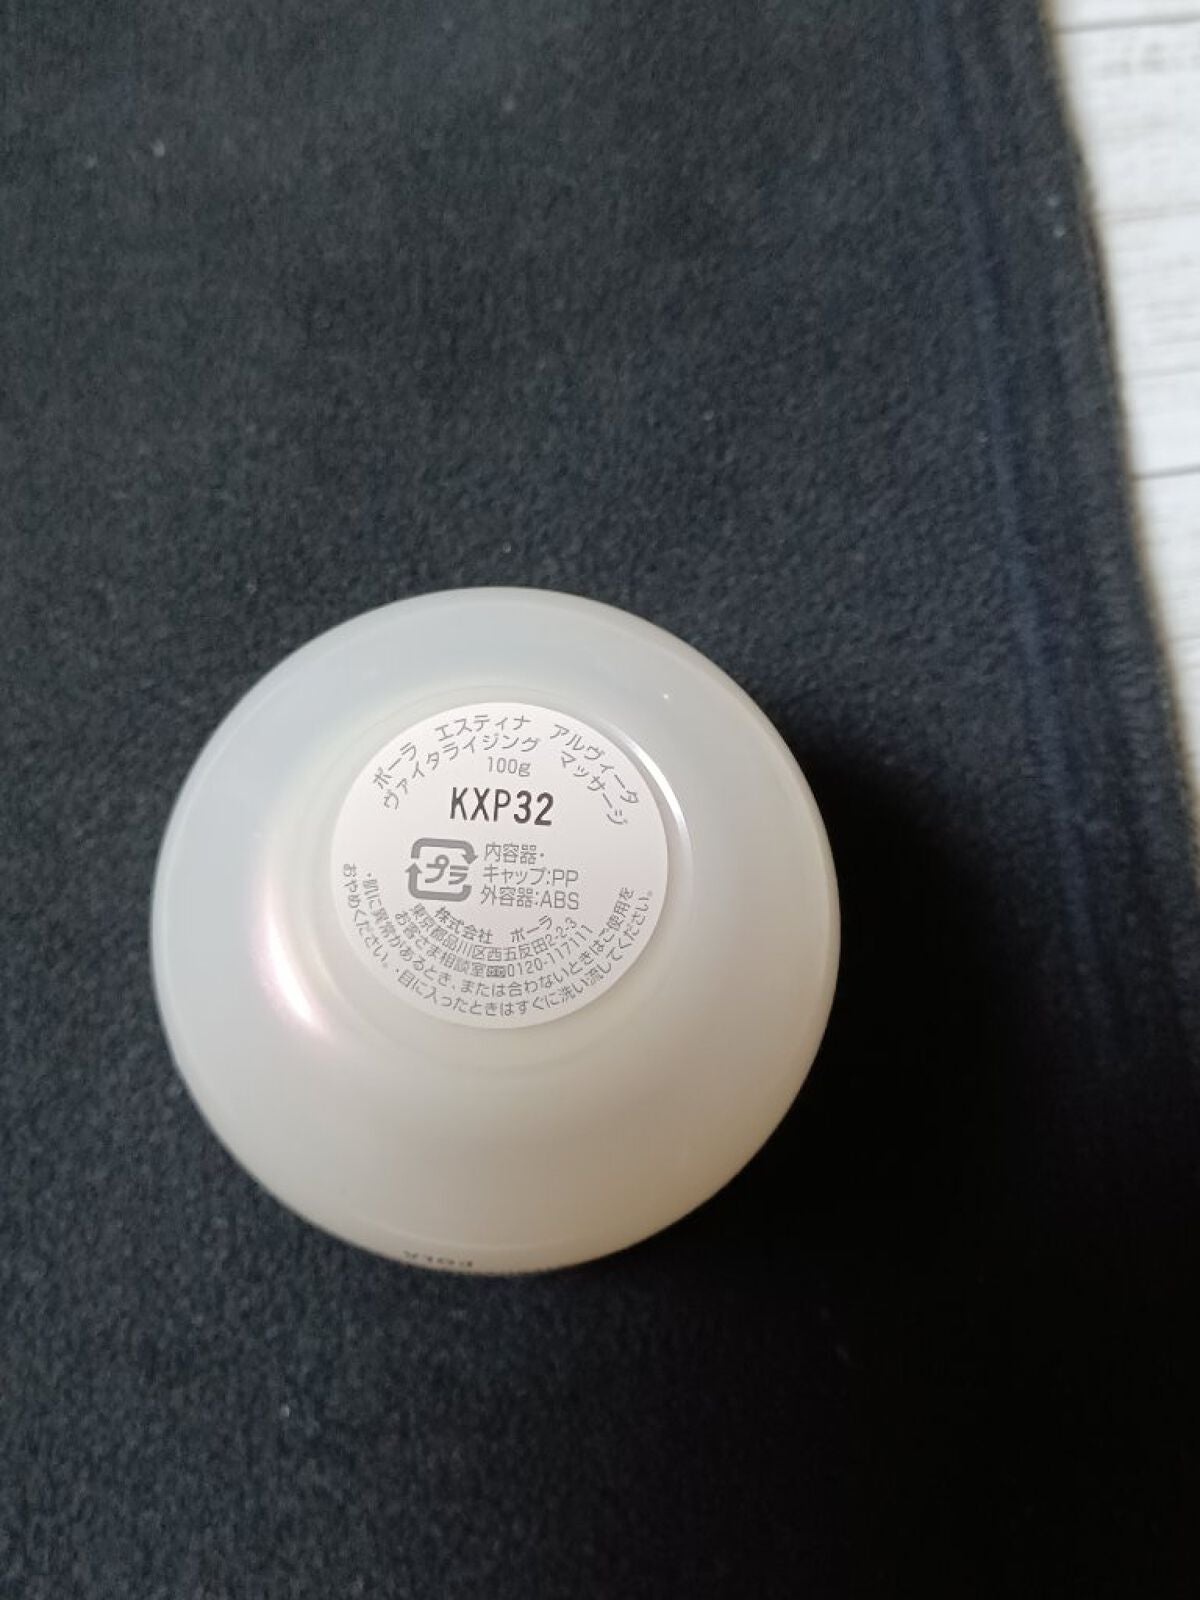 ポーラ エスティナ アルヴィータ
ヴァイタライジング マッサージ
100g
KXP32
プラ
内容器・
キャップ:PP
外容器:ABS
株式会社 ポーラ
東京都品川区西五反田2-2-3
お客さま相談室 0120-117111
・肌に異常があるとき、または合わないときはご使用を
おやめください。・目に入ったときはすぐに洗い流してください。
POLA